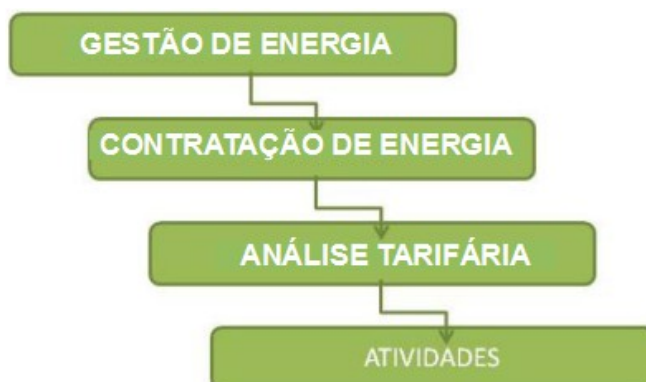 GESTÃO DE ENERGIA
CONTRATAÇÃO DE ENERGIA
ANÁLISE TARIFÁRIA
ATIVIDADES